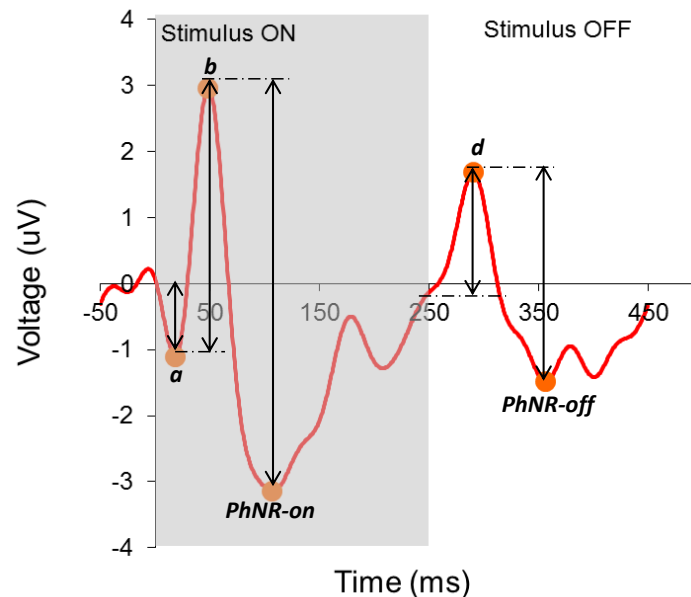 Stimulus ON
Stimulus OFF
b
d
a
PhNR-on
PhNR-off
4
3
2
1
0
-1
-2
-3
-4
-50
50
150
250
350
450
Voltage (uV)
Time (ms)